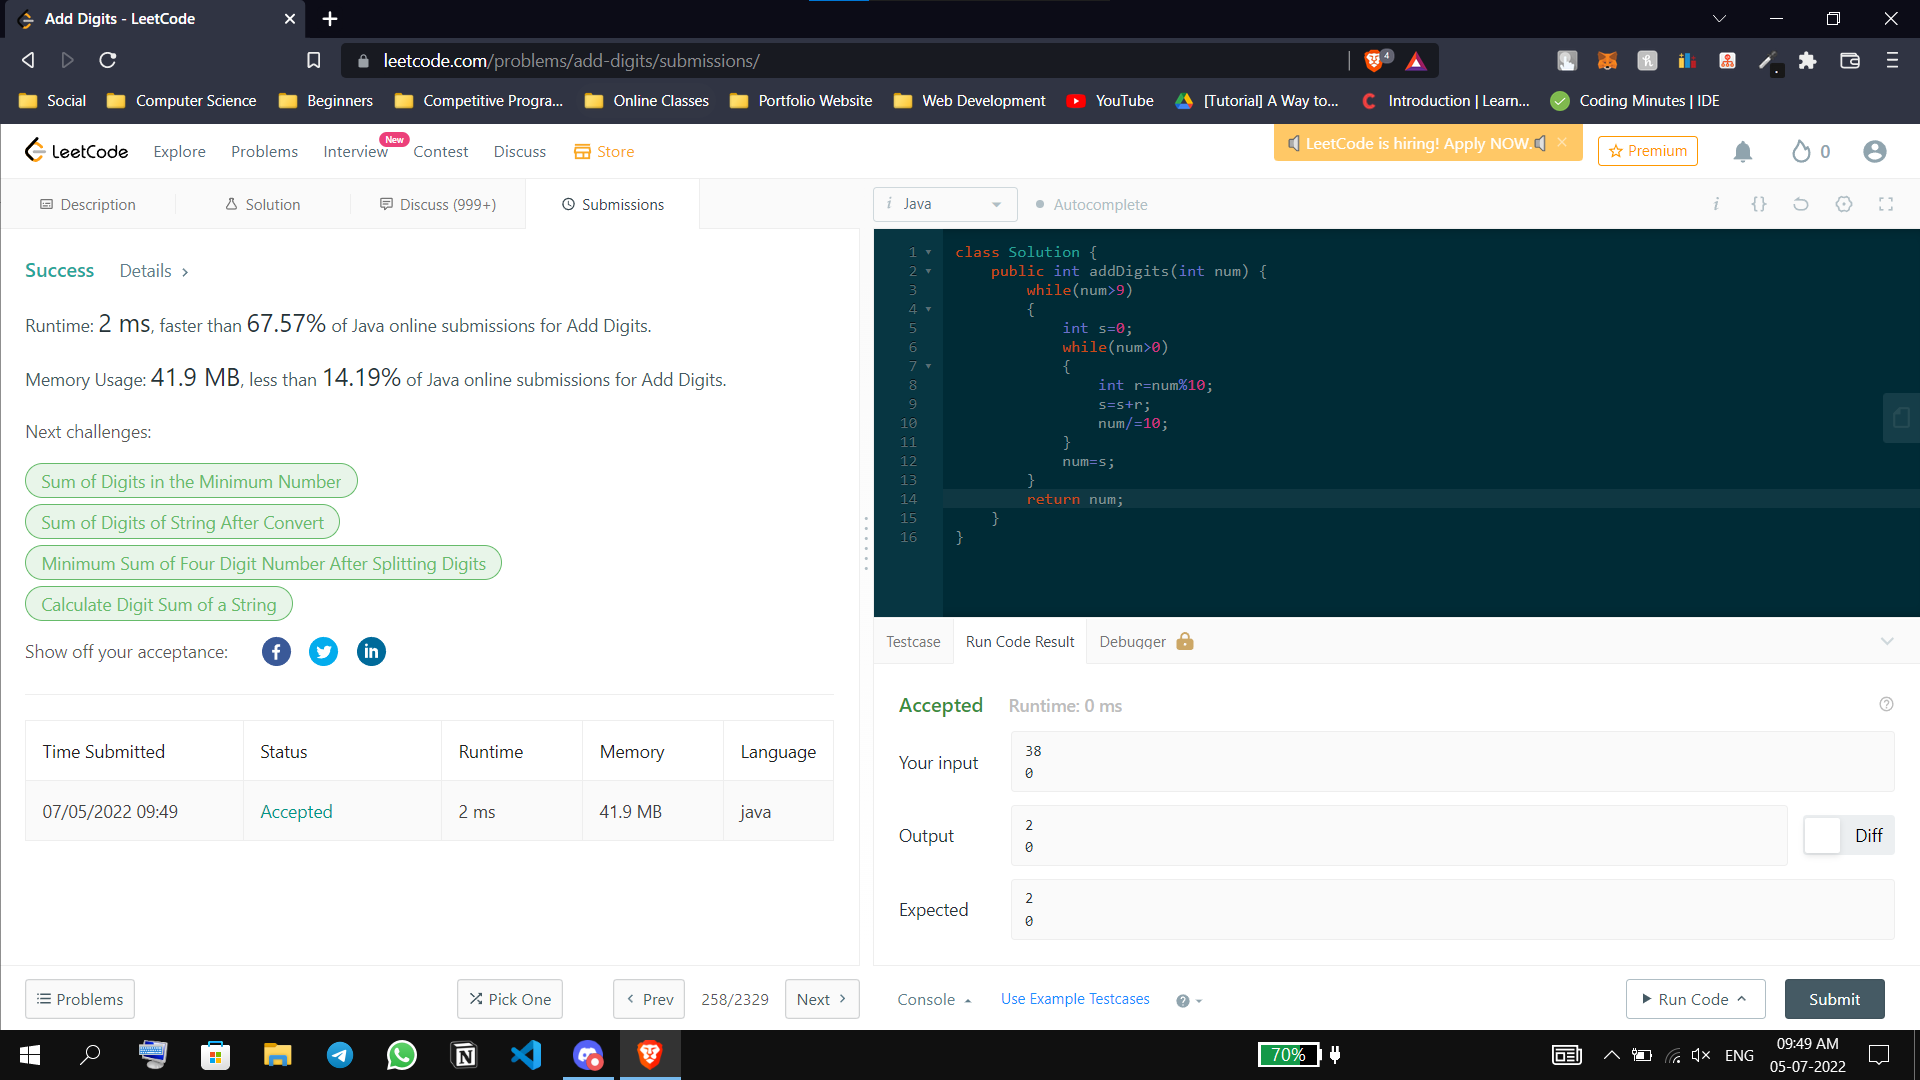 Add Digits - LeetCode
leetcode.com/problems/add-digits/submissions/
4
Social
Computer Science
Beginners
Competitive Progra...
Online Classes
Portfolio Website
Web Development
YouTube
[Tutorial] A Way to...
Introduction | Learn...
Coding Minutes | IDE
LeetCode
Explore
Problems
Interview
New
Contest
Discuss
Store
LeetCode is hiring! Apply NOW.
Premium
0
Description
Solution
Discuss (999+)
Submissions
Success
Details
Runtime: 2 ms, faster than 67.57% of Java online submissions for Add Digits.
Memory Usage: 41.9 MB, less than 14.19% of Java online submissions for Add Digits.
Next challenges:
Sum of Digits in the Minimum Number
Sum of Digits of String After Convert
Minimum Sum of Four Digit Number After Splitting Digits
Calculate Digit Sum of a String
Show off your acceptance:
Time Submitted Status Runtime Memory Language
07/05/2022 09:49 Accepted 2 ms 41.9 MB java
Problems
Pick One
Prev
258/2329
Next
i Java
Autocomplete
i {}
1 class Solution {
2 public int addDigits(int num) {
3 while(num>9)
4 {
5 int s=0;
6 while(num>0)
7 {
8 int r=num%10;
9 s=s+r;
10 num/=10;
11 }
12 num=s;
13 }
14 return num;
15 }
16 }
Testcase
Run Code Result
Debugger
Accepted
Runtime: 0 ms
Your input
38
0
Output
2
0
Diff
Expected
2
0
Console
Use Example Testcases
Run Code
Submit
70%
ENG
09:49 AM
05-07-2022